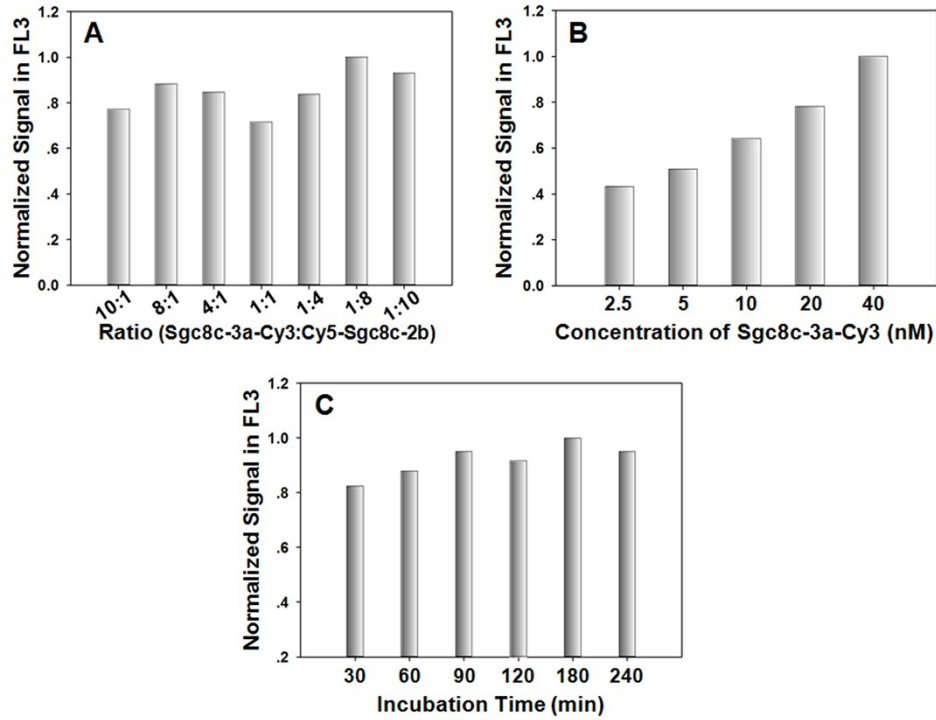 A
Normalized Signal in FL3
1.2
1.0
.8
.6
.4
.2
0.0
10:1 8:1 4:1 1:1 1:4 1:8 1:10
Ratio (Sgc8c-3a-Cy3:Cy5-Sgc8c-2b)
B
Normalized Signal in FL3
1.2
1.0
.8
.6
.4
.2
0.0
2.5 5 10 20 40
Concentration of Sgc8c-3a-Cy3 (nM)
C
Normalized Signal in FL3
1.2
1.0
.8
.6
.4
.2
30 60 90 120 180 240
Incubation Time (min)